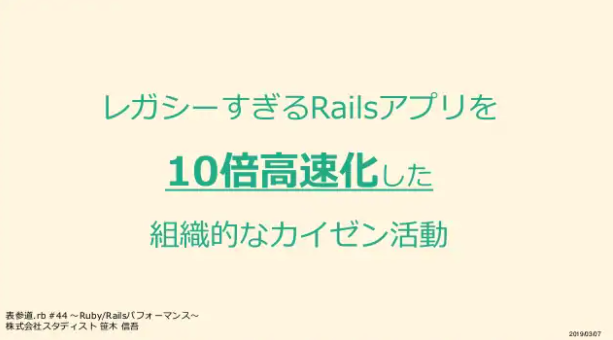 レガシーすぎるRailsアプリを
10倍高速化した
組織的なカイゼン活動
表参道.rb #44 ～Ruby/Railsパフォーマンス～
株式会社スタディスト 笹木 信吾
2019/03/07